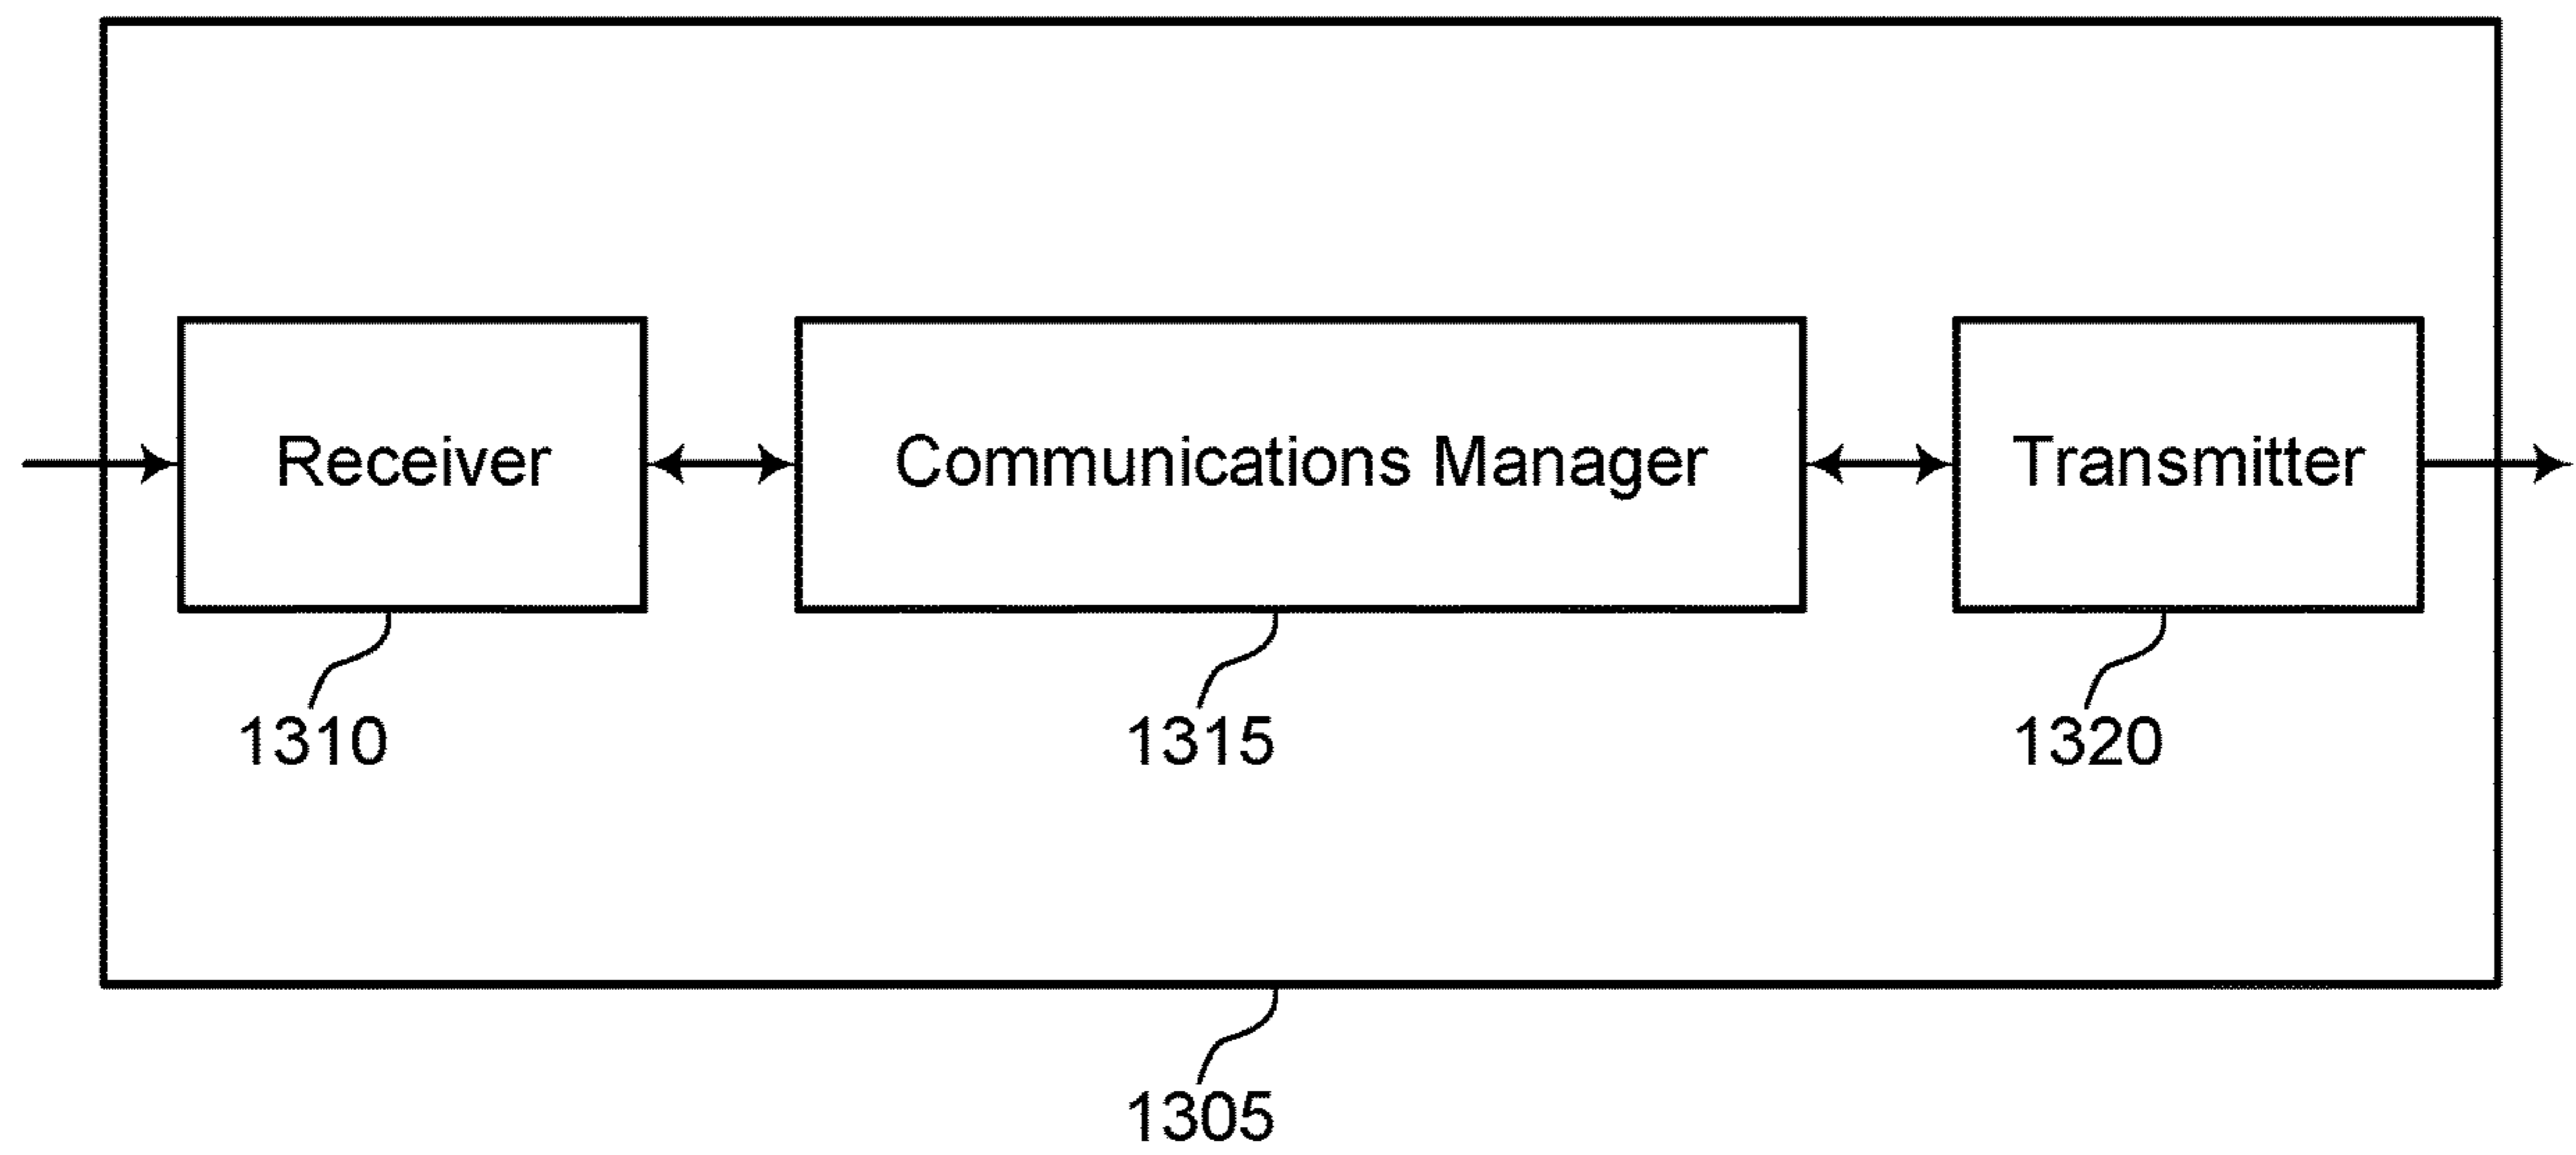 Receiver
Communications Manager
Transmitter
1310
1315
1320
1305